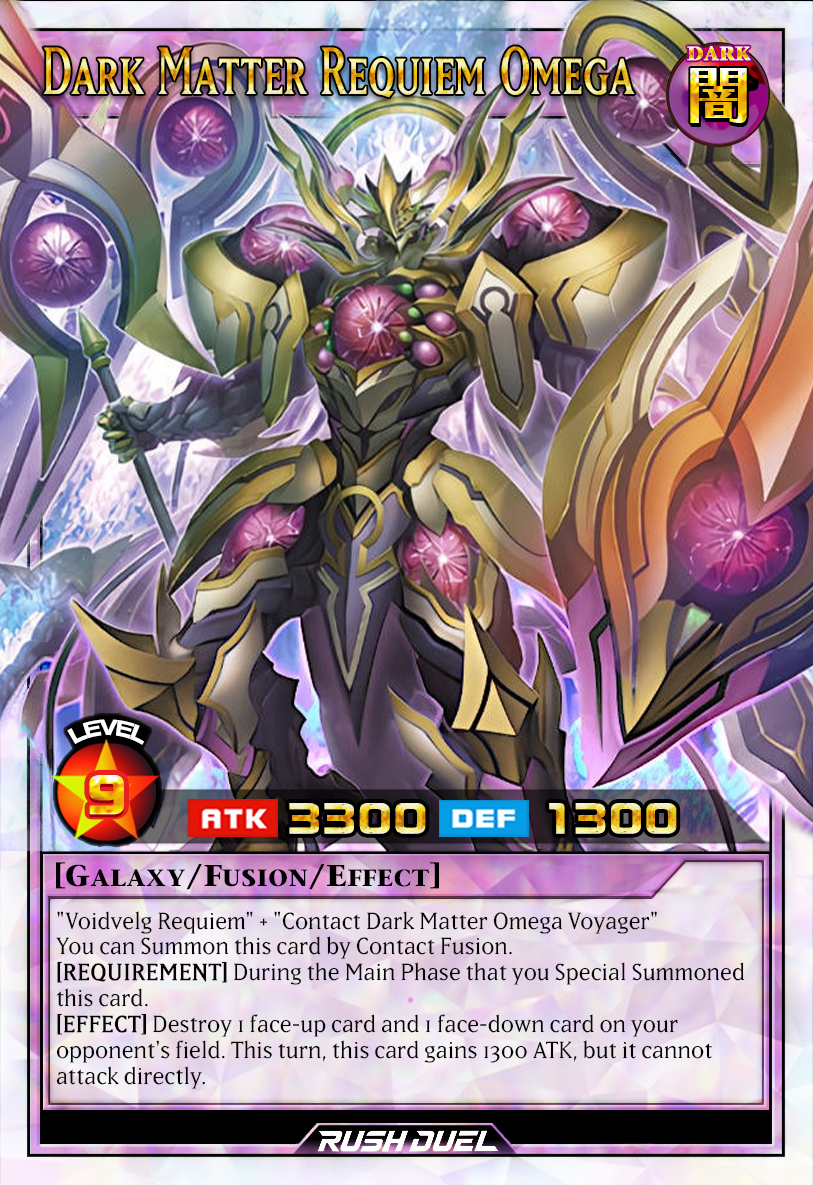 Dark Matter Requiem Omega
DARK
闇
LEVEL
9
ATK 3300 DEF 1300
[Galaxy/Fusion/Effect]
"Voidvelg Requiem" + "Contact Dark Matter Omega Voyager"
You can Summon this card by Contact Fusion.
[REQUIREMENT] During the Main Phase that you Special Summoned
this card.
[EFFECT] Destroy 1 face-up card and 1 face-down card on your
opponent's field. This turn, this card gains 1300 ATK, but it cannot
attack directly.
RUSH DUEL